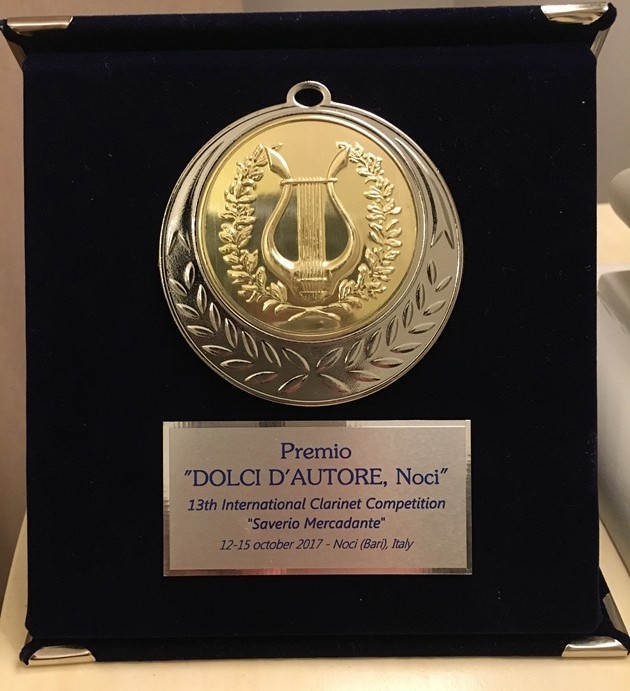 Premio
"DOLCI D'AUTORE, Noci"
13th International Clarinet Competition
"Saverio Mercadante"
12-15 october 2017 - Noci (Bari), Italy